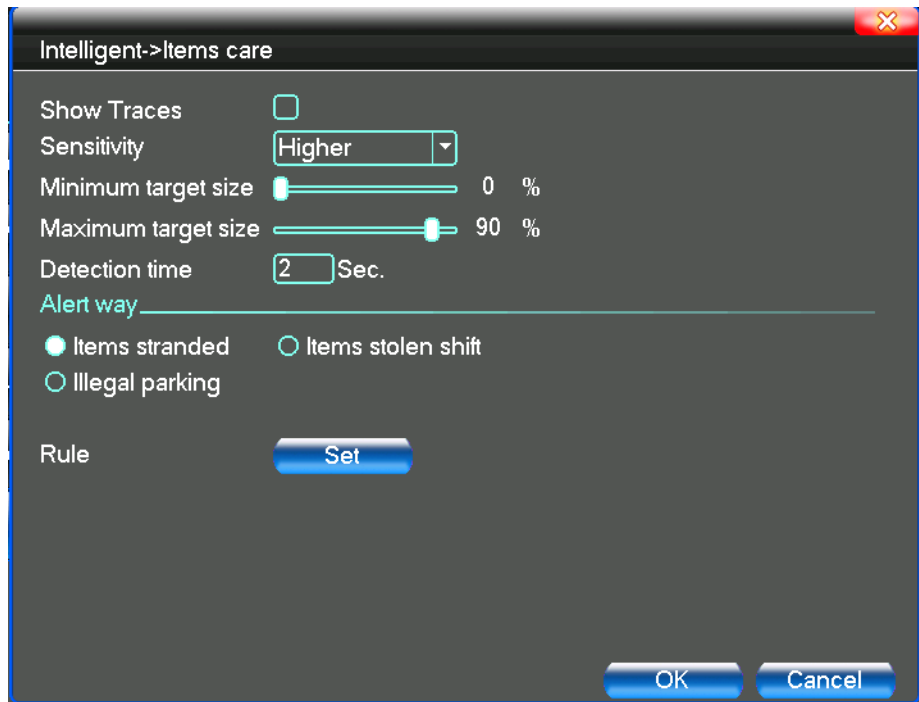 Intelligent->Items care
Show Traces
Sensitivity Higher
Minimum target size 0 %
Maximum target size 90 %
Detection time 2 Sec.
Alert way
Items stranded Items stolen shift
Illegal parking
Rule Set
OK Cancel